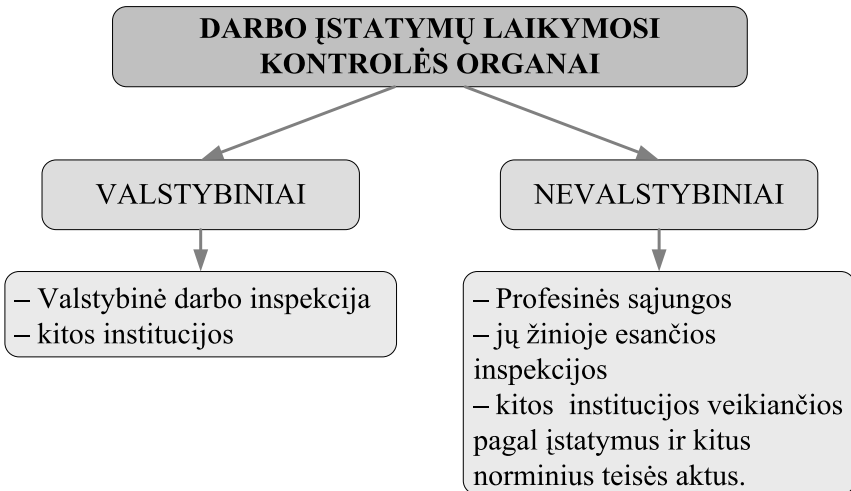 DARBO ĮSTATYMŲ LAIKYMOSI
KONTROLĖS ORGANAI
VALSTYBINIAI
NEVALSTYBINIAI
– Valstybinė darbo inspekcija
– kitos institucijos
– Profesinės sąjungos
– jų žinioje esančios
inspekcijos
– kitos institucijos veikiančios
pagal įstatymus ir kitus
norminius teisės aktus.